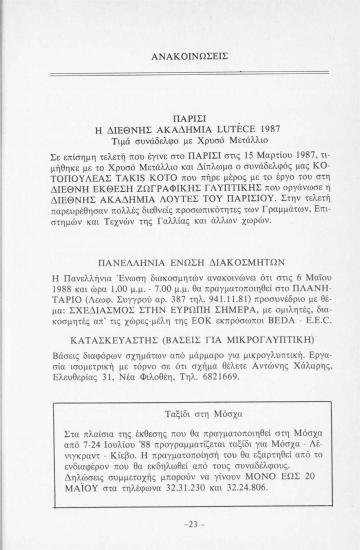 ΑΝΑΚΟΙΝΩΣΕΙΣ
ΠΑΡΙΣΙ
Η ΔΙΕΘΝΗΣ ΑΚΑΔΗΜΙΑ LUTÈCE 1987
Τιμά συνάδελφο με Χρυσό Μετάλλιο
Σε επίσημη τελετή που έγινε στο ΠΑΡΙΣΙ στις 15 Μαρτίου 1987, τι-
μήθηκε με το Χρυσό Μετάλλιο και Δίπλωμα ο συνάδελφός μας ΚΟ-
ΤΟΠΟΥΛΕΑΣ TAKIS KOTO που πήρε μέρος με το έργο του στη
ΔΙΕΘΝΗ ΕΚΘΕΣΗ ΖΩΓΡΑΦΙΚΗΣ ΓΛΥΠΤΙΚΗΣ που οργάνωσε η
ΔΙΕΘΝΗΣ ΑΚΑΔΗΜΙΑ ΛΟΥΤΕΣ ΤΟΥ ΠΑΡΙΣΙΟΥ. Στην τελετή
παρευρέθησαν πολλές διεθνείς προσωπικότητες των Γραμμάτων, Επι-
στημών και Τεχνών της Γαλλίας και άλλων χωρών.
ΠΑΝΕΛΛΗΝΙΑ ΕΝΩΣΗ ΔΙΑΚΟΣΜΗΤΩΝ
Η Πανελλήνια Ένωση διακοσμητών ανακοινώνει ότι στις 6 Μαΐου
1988 και ώρα 1.00 μ.μ. - 7.00 μ.μ. θα πραγματοποιηθεί στο ΠΛΑΝΗ-
ΤΑΡΙΟ (Λεωφ. Συγγρού αρ. 387 τηλ. 941.11.81) προσυνέδριο με θέ-
μα: ΣΧΕΔΙΑΣΜΟΣ ΣΤΗΝ ΕΥΡΩΠΗ ΣΗΜΕΡΑ, με ομιλητές, δια-
κοσμητές απ' τις χώρες-μέλη της ΕΟΚ εκπρόσωποι BEDA - E.E.C.
ΚΑΤΑΣΚΕΥΑΣΤΗΣ (ΒΑΣΕΙΣ ΓΙΑ ΜΙΚΡΟΓΛΥΠΤΙΚΗ)
Βάσεις διαφόρων σχημάτων από μάρμαρο για μικρογλυπτική. Εργα-
σία ισομετρική με τόρνο σε ότι σχήμα θέλετε Αντώνης Χάλαρης,
Ελευθερίας 31, Νέα Φιλοθέη, Τηλ. 6821669.
Ταξίδι στη Μόσχα
Στα πλαίσια της έκθεσης που θα πραγματοποιηθεί στη Μόσχα
από 7-24 Ιουλίου '88 προγραμματίζεται ταξίδι για Μόσχα - Λέ-
νιγκραντ - Κίεβο. Η πραγματοποίησή του θα εξαρτηθεί από το
ενδιαφέρον που θα εκδηλωθεί από τους συναδέλφους.
Δηλώσεις συμμετοχής μπορούν να γίνουν ΜΟΝΟ ΕΩΣ 20
ΜΑΪΟΥ στα τηλέφωνα 32.31.230 και 32.24.806.
-23-